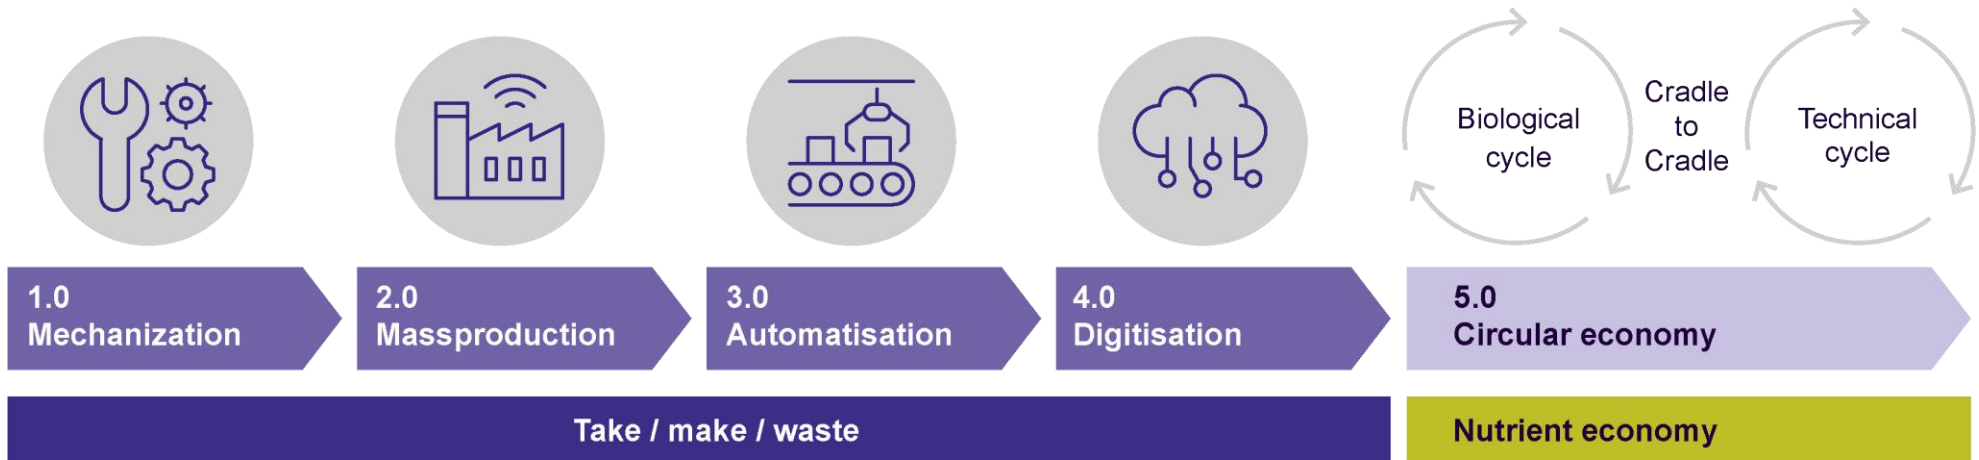 Biological
cycle
Cradle
to
Cradle
Technical
cycle
1.0
Mechanization
2.0
Massproduction
3.0
Automatisation
4.0
Digitisation
5.0
Circular economy
Take / make / waste
Nutrient economy